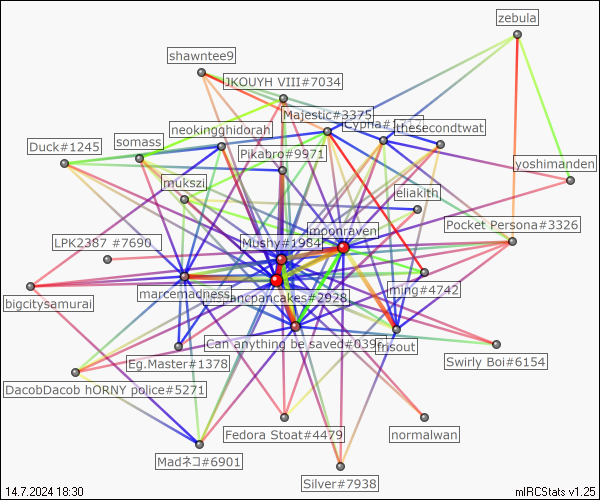 zebula
shawntee9
JKOUYH VIII#7034
Majestic#3375
thesecondtwat
neokingghidorah
somass
Duck#1245
Pikabro#9971
yoshimanden
mukszi
eliakith
Pocket Persona#3326
moonraven
LPK2387 #7690
Mushy#1984
marcemadness
ancpancakes#2928
ming#4742
bigcitysamurai
Can anything be saved#039
frisout
Eg.Master#1378
Swirly Boi#6154
DacobDacob hORNY police#5271
Fedora Stoat#4479
normalwan
Madネコ#6901
Silver#7938
14.7.2024 18:30
mIRCStats v1.25